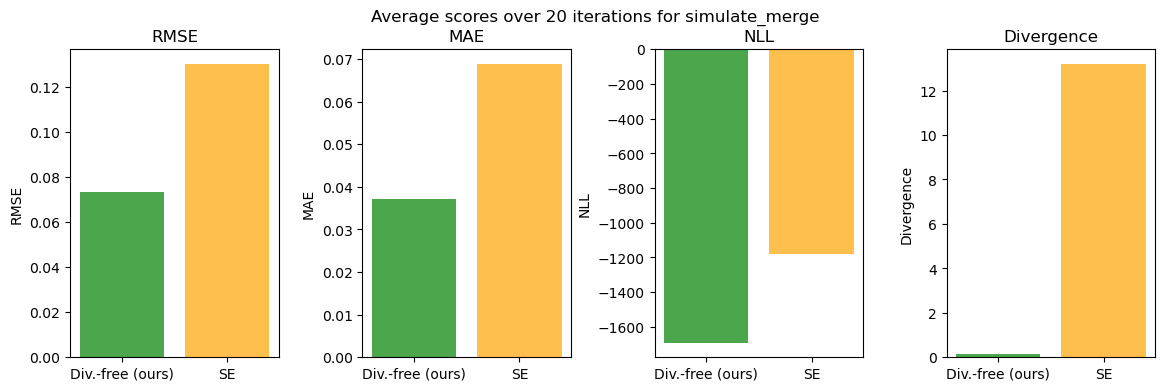 Average scores over 20 iterations for simulate_merge
RMSE
RMSE
0.12
0.10
0.08
0.06
0.04
0.02
0.00
Div.-free (ours)
SE
MAE
MAE
0.07
0.06
0.05
0.04
0.03
0.02
0.01
0.00
Div.-free (ours)
SE
NLL
NLL
0
−200
−400
−600
−800
−1000
−1200
−1400
−1600
Div.-free (ours)
SE
Divergence
Divergence
12
10
8
6
4
2
0
Div.-free (ours)
SE